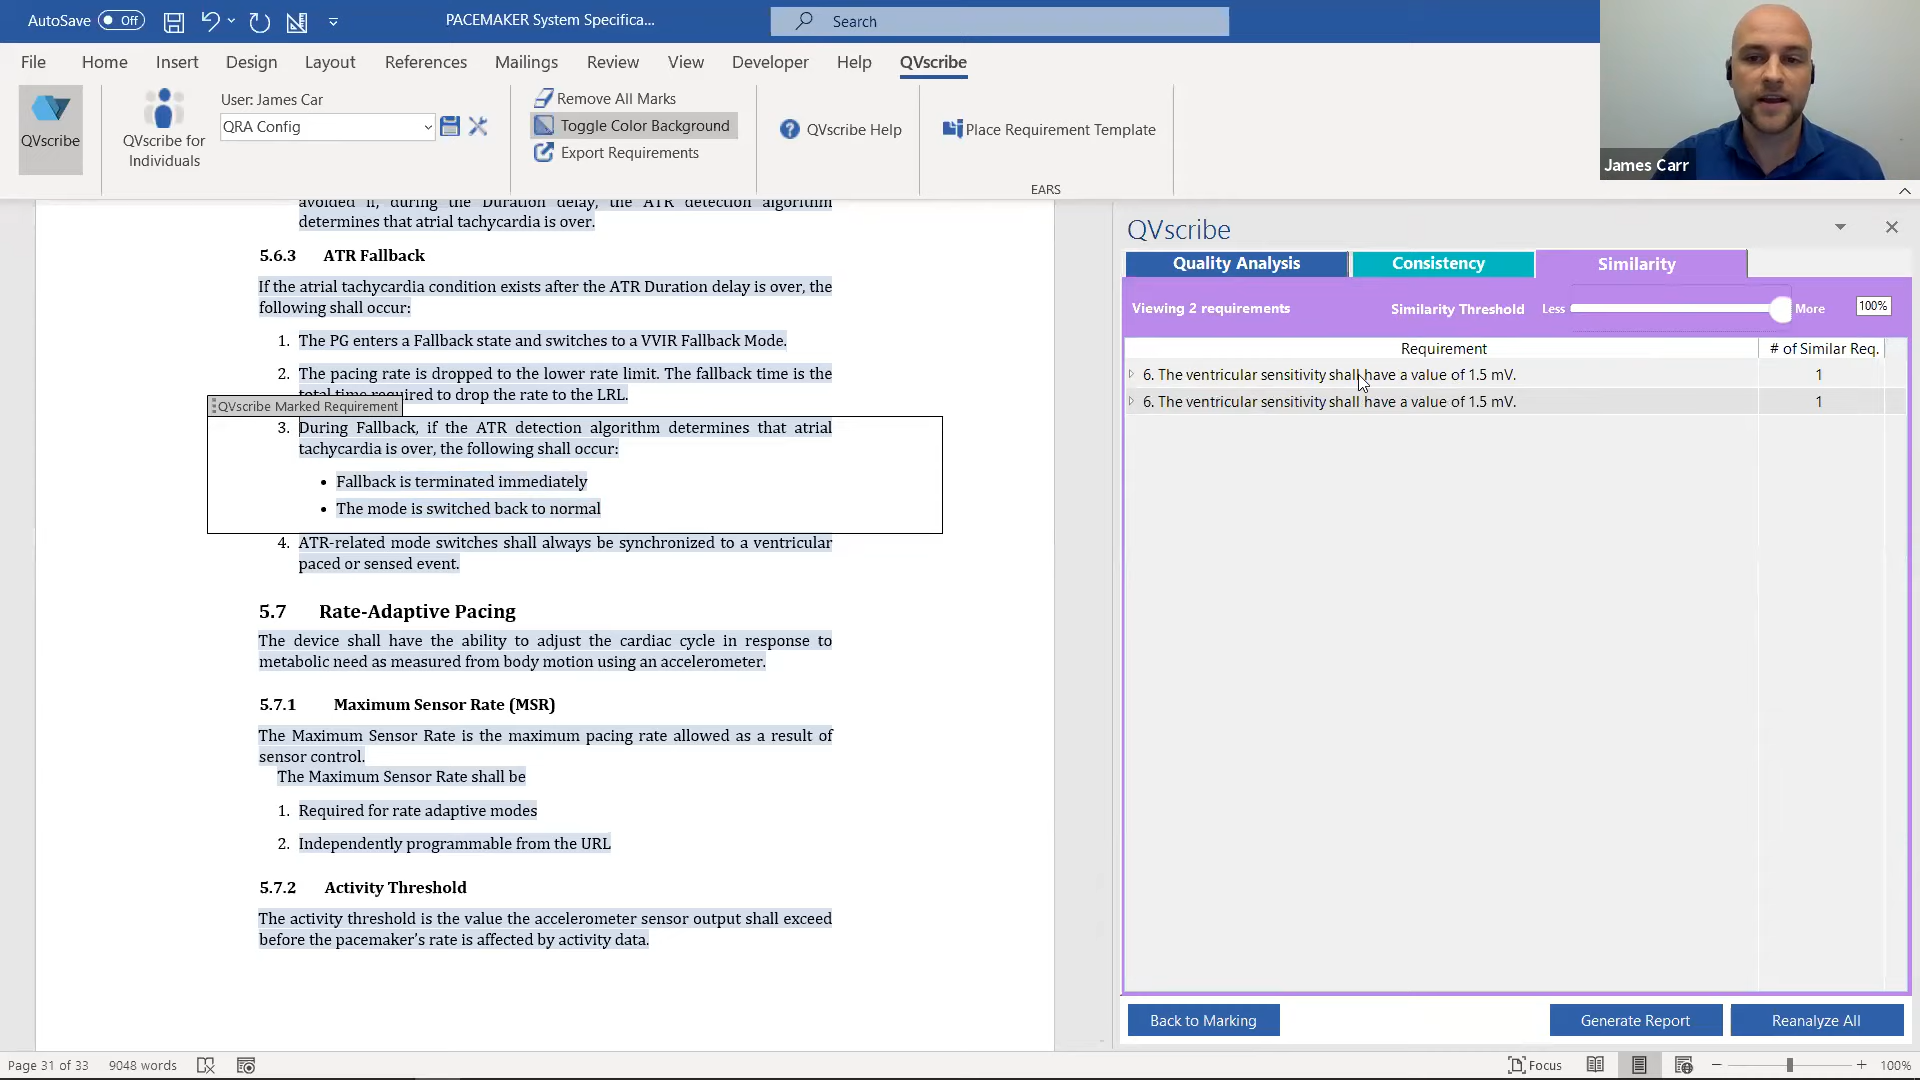 AutoSave Off
PACEMAKER System Specifica...
Search
File Home Insert Design Layout References Mailings Review View Developer Help QVscribe
QVscribe
QVscribe for
Individuals
User: James Car
QRA Config
Remove All Marks
Toggle Color Background
Export Requirements
QVscribe Help
Place Requirement Template
EARS
James Carr
avoided if, during the Duration delay, the ATR detection algorithm
determines that atrial tachycardia is over.
5.6.3 ATR Fallback
If the atrial tachycardia condition exists after the ATR Duration delay is over, the
following shall occur:
1. The PG enters a Fallback state and switches to a VVIR Fallback Mode.
2. The pacing rate is dropped to the lower rate limit. The fallback time is the
total time required to drop the rate to the LRL.
QVscribe Marked Requirement
3. During Fallback, if the ATR detection algorithm determines that atrial
tachycardia is over, the following shall occur:
• Fallback is terminated immediately
• The mode is switched back to normal
4. ATR-related mode switches shall always be synchronized to a ventricular
paced or sensed event.
5.7 Rate-Adaptive Pacing
The device shall have the ability to adjust the cardiac cycle in response to
metabolic need as measured from body motion using an accelerometer.
5.7.1 Maximum Sensor Rate (MSR)
The Maximum Sensor Rate is the maximum pacing rate allowed as a result of
sensor control.
The Maximum Sensor Rate shall be
1. Required for rate adaptive modes
2. Independently programmable from the URL
5.7.2 Activity Threshold
The activity threshold is the value the accelerometer sensor output shall exceed
before the pacemaker’s rate is affected by activity data.
QVscribe
Quality Analysis Consistency Similarity
Viewing 2 requirements Similarity Threshold Less More 100%
Requirement # of Similar Req.
6. The ventricular sensitivity shall have a value of 1.5 mV. 1
6. The ventricular sensitivity shall have a value of 1.5 mV. 1
Back to Marking Generate Report Reanalyze All
Page 31 of 33 9048 words Focus 100%